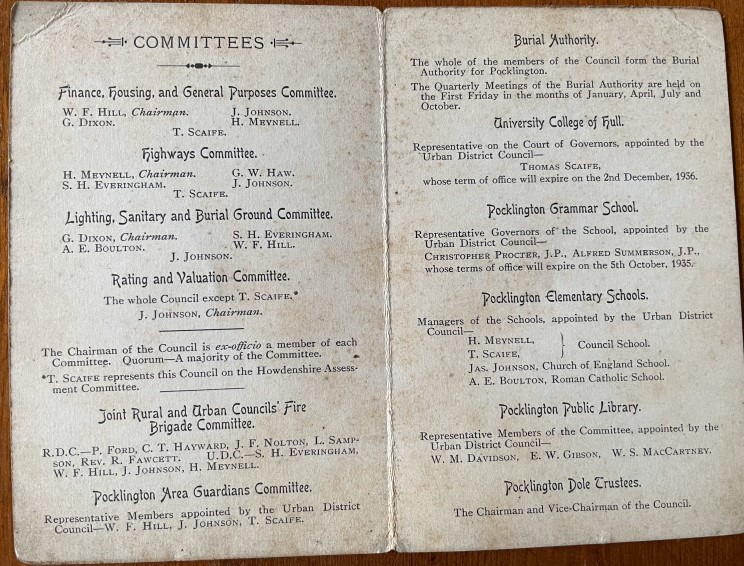 COMMITTEES
Finance, Housing, and General Purposes Committee.
W. F. HILL, Chairman. J. JOHNSON.
G. DIXON. H. MEYNELL.
T. SCAIFE.
Highways Committee.
H. MEYNELL, Chairman. G. W. HAW.
S. H. EVERINGHAM. J. JOHNSON.
T. SCAIFE.
Lighting, Sanitary and Burial Ground Committee.
G. DIXON, Chairman. S. H. EVERINGHAM.
A. E. BOULTON. W. F. HILL.
J. JOHNSON.
Rating and Valuation Committee.
The whole Council except T. SCAIFE.*
J. JOHNSON, Chairman.
The Chairman of the Council is ex-officio a member of each
Committee. Quorum—A majority of the Committee.
*T. SCAIFE represents this Council on the Howdenshire Assess-
ment Committee.
Joint Rural and Urban Councils' Fire
Brigade Committee.
R.D.C.—P. FORD, C. T. HAYWARD, J. F. NOLTON, L. SAMP-
SON, REV. R. FAWCETT. U.D.C.—S. H. EVERINGHAM,
W. F. HILL, J. JOHNSON, H. MEYNELL.
Pocklington Area Guardians Committee.
Representative Members appointed by the Urban District
Council—W. F. HILL, J. JOHNSON, T. SCAIFE.
Burial Authority.
The whole of the members of the Council form the Burial
Authority for Pocklington.
The Quarterly Meetings of the Burial Authority are held on
the First Friday in the months of January, April, July and
October.
University College of Hull.
Representative on the Court of Governors, appointed by the
Urban District Council—
THOMAS SCAIFE,
whose term of office will expire on the 2nd December, 1936.
Pocklington Grammar School.
Representative Governors of the School, appointed by the
Urban District Council—
CHRISTOPHER PROCTER, J.P., ALFRED SUMMERSON, J.P.,
whose terms of office will expire on the 5th October, 1935.
Pocklington Elementary Schools.
Managers of the Schools, appointed by the Urban District
Council—
H. MEYNELL,
T. SCAIFE, } Council School.
JAS. JOHNSON, Church of England School.
A. E. BOULTON, Roman Catholic School.
Pocklington Public Library.
Representative Members of the Committee, appointed by the
Urban District Council—
W. M. DAVIDSON, E. W. GIBSON, W. S. MACCARTNEY.
Pocklington Dole Trustees.
The Chairman and Vice-Chairman of the Council.